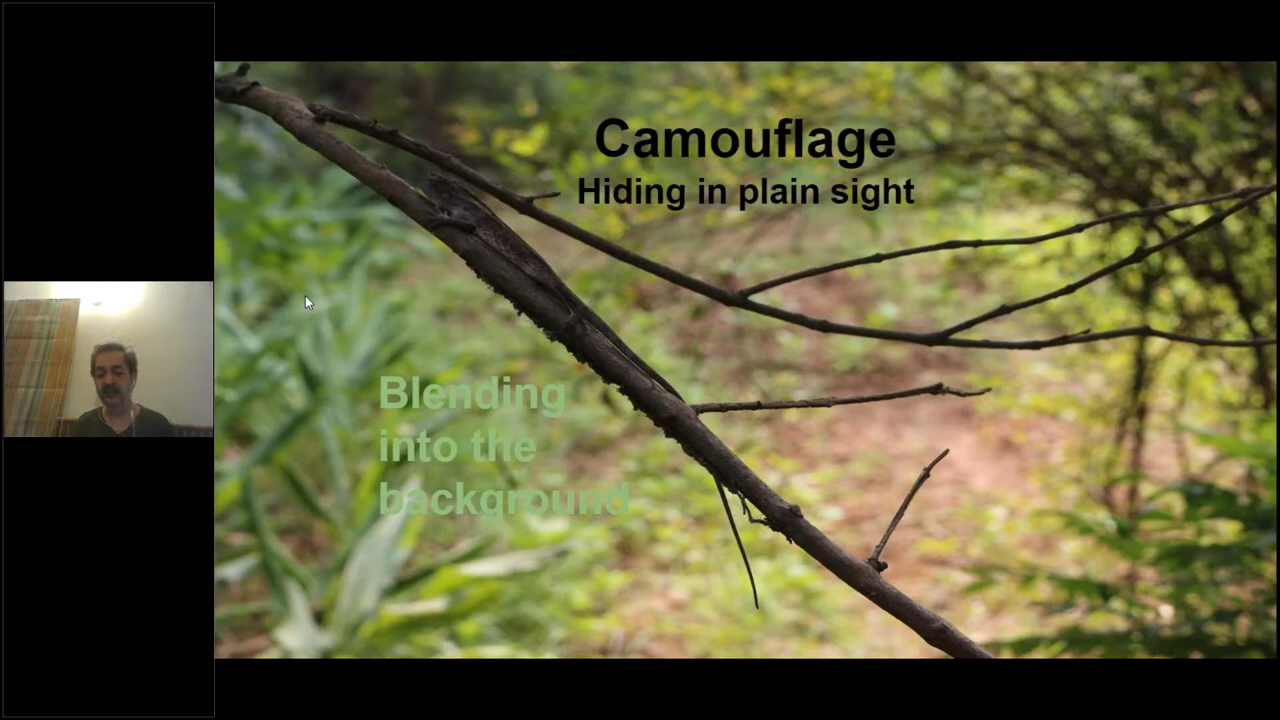 Camouflage
Hiding in plain sight
Blending
into the
background